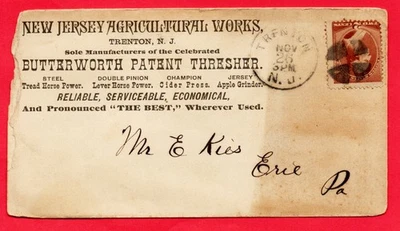 NEW JERSEY AGRICULTURAL WORKS,
TRENTON, N. J.
Sole Manufacturers of the Celebrated
BUTTERWORTH PATENT THRESHER.
STEEL DOUBLE PINION CHAMPION JERSEY
Tread Horse Power. Lever Horse Power. Cider Press. Apple Grinder.
RELIABLE, SERVICEABLE, ECONOMICAL,
And Pronounced "THE BEST," Wherever Used.
TRENTON
NOV
3PM
N.J.
Mr E Kies
Erie
Pa